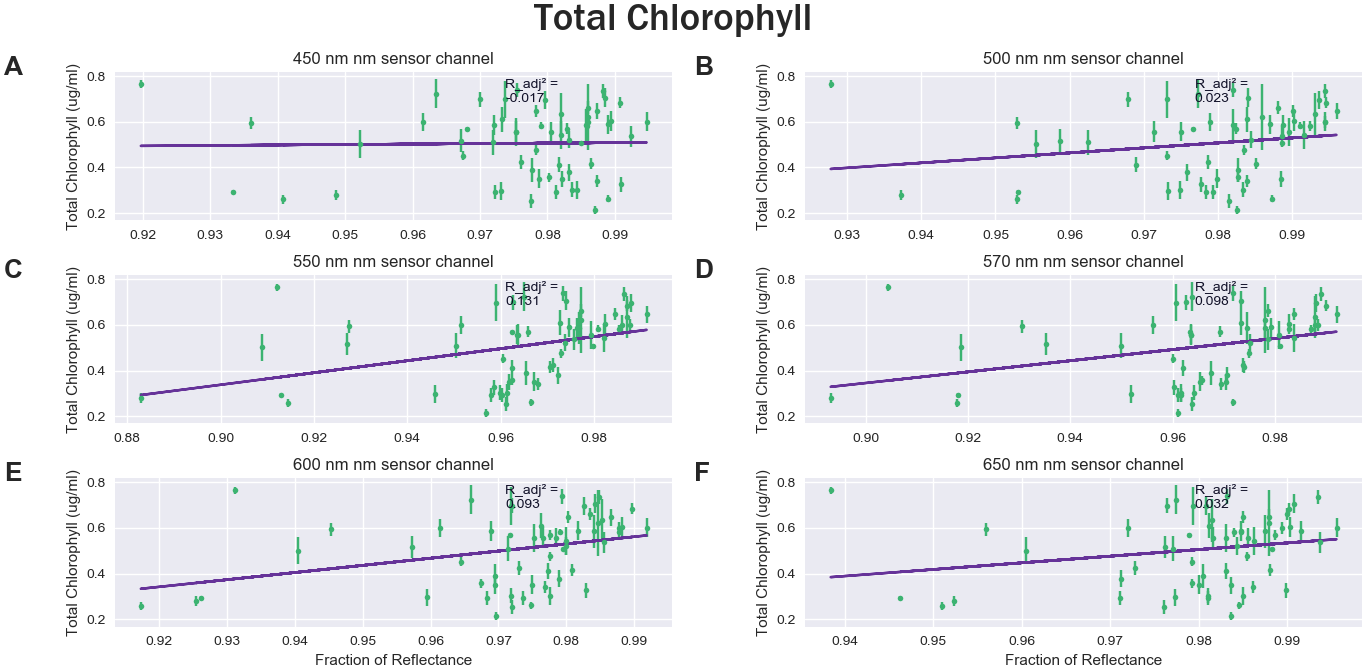 Total Chlorophyll
A
450 nm nm sensor channel
R_adj² =
-0.017
Total Chlorophyll (ug/ml)
0.8
0.6
0.4
0.2
0.92 0.93 0.94 0.95 0.96 0.97 0.98 0.99
B
500 nm nm sensor channel
R_adj² =
0.023
Total Chlorophyll (ug/ml)
0.8
0.6
0.4
0.2
0.93 0.94 0.95 0.96 0.97 0.98 0.99
C
550 nm nm sensor channel
R_adj² =
0.131
Total Chlorophyll (ug/ml)
0.8
0.6
0.4
0.2
0.88 0.90 0.92 0.94 0.96 0.98
D
570 nm nm sensor channel
R_adj² =
0.098
Total Chlorophyll (ug/ml)
0.8
0.6
0.4
0.2
0.90 0.92 0.94 0.96 0.98
E
600 nm nm sensor channel
R_adj² =
0.093
Total Chlorophyll (ug/ml)
0.8
0.6
0.4
0.2
0.92 0.93 0.94 0.95 0.96 0.97 0.98 0.99
Fraction of Reflectance
F
650 nm nm sensor channel
R_adj² =
0.032
Total Chlorophyll (ug/ml)
0.8
0.6
0.4
0.2
0.94 0.95 0.96 0.97 0.98 0.99
Fraction of Reflectance